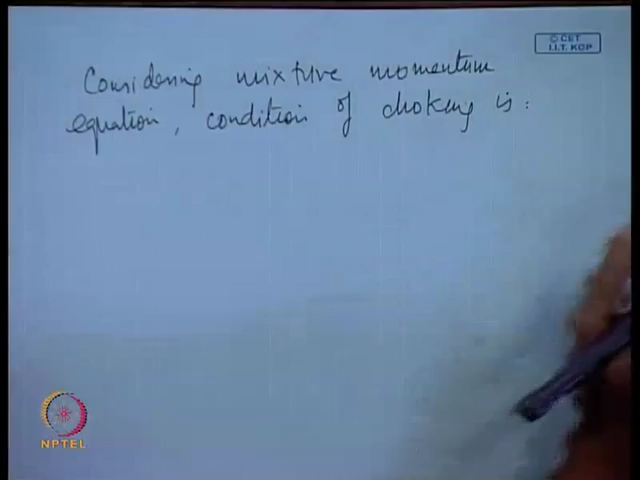 © CET
I.I.T. KGP
Considering mixture momentum
equation, condition of choking is :
NPTEL